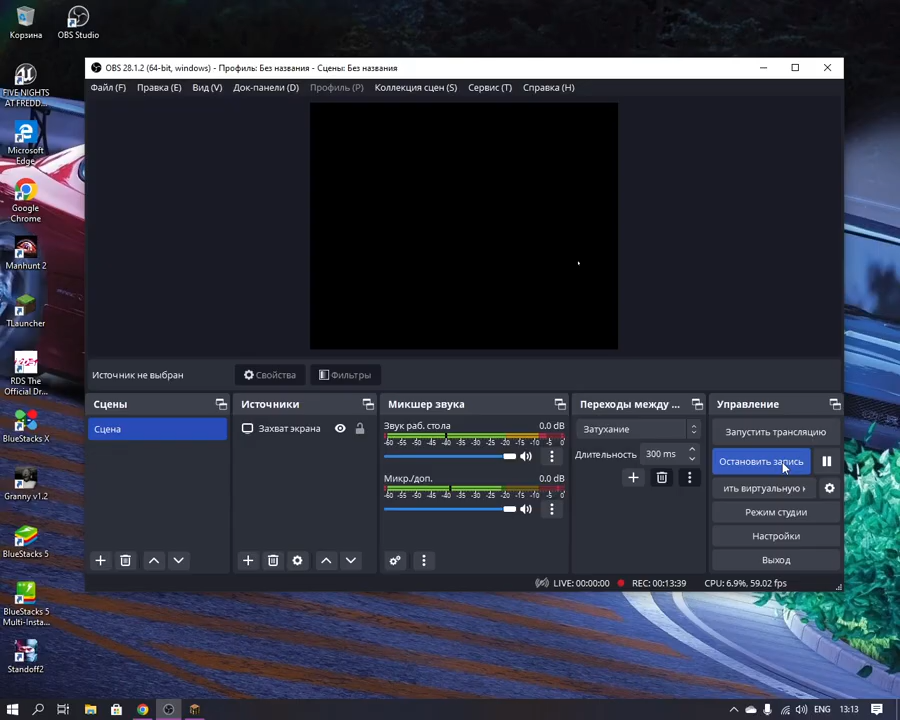 Корзина
OBS Studio
FIVE NIGHTS
AT FREDD...
Microsoft
Edge
Google
Chrome
Manhunt 2
TLauncher
RDS The
Official Dr...
BlueStacks X
Granny v1.2
BlueStacks 5
BlueStacks 5
Multi-Insta...
Standoff2
OBS 28.1.2 (64-bit, windows) - Профиль: Без названия - Сцены: Без названия
Файл (F) Правка (E) Вид (V) Док-панели (D) Профиль (P) Коллекция сцен (S) Сервис (T) Справка (H)
Источник не выбран Свойства Фильтры
Сцены
Сцена
Источники
Захват экрана
Микшер звука
Звук раб. стола 0.0 dB
-60 -55 -50 -45 -40 -35 -30 -25 -20 -15 -10 -5 0
Микр./доп. 0.0 dB
-60 -55 -50 -45 -40 -35 -30 -25 -20 -15 -10 -5 0
Переходы между ...
Затухание
Длительность 300 ms
Управление
Запустить трансляцию
Остановить запись
ить виртуальную
Режим студии
Настройки
Выход
LIVE: 00:00:00 REC: 00:13:39 CPU: 6.9%, 59.02 fps
ENG 13:13